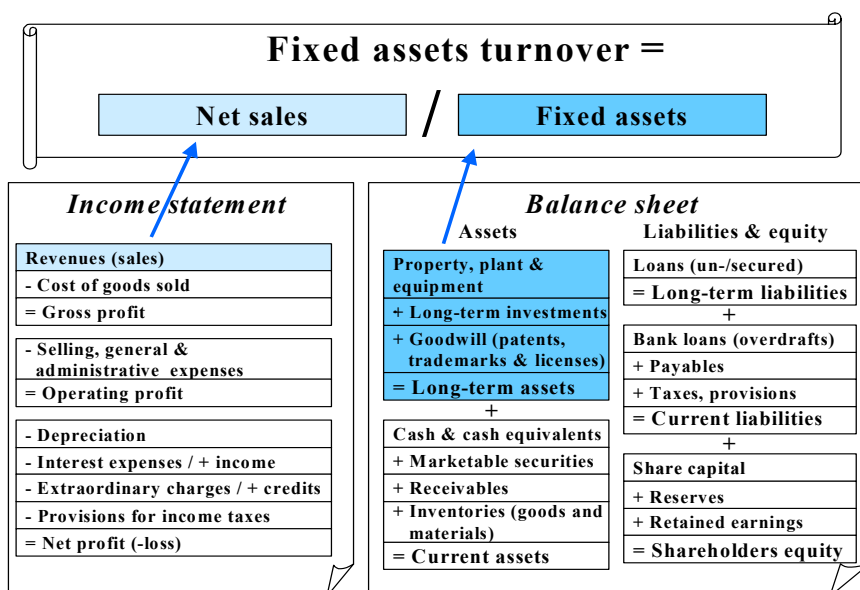 Fixed assets turnover =
Net sales / Fixed assets
Income statement
Revenues (sales)
- Cost of goods sold
= Gross profit
- Selling, general &
administrative expenses
= Operating profit
- Depreciation
- Interest expenses / + income
- Extraordinary charges / + credits
- Provisions for income taxes
= Net profit (-loss)
Balance sheet
Assets
Property, plant &
equipment
+ Long-term investments
+ Goodwill (patents,
trademarks & licenses)
= Long-term assets
+
Cash & cash equivalents
+ Marketable securities
+ Receivables
+ Inventories (goods and
materials)
= Current assets
Liabilities & equity
Loans (un-/secured)
= Long-term liabilities
+
Bank loans (overdrafts)
+ Payables
+ Taxes, provisions
= Current liabilities
+
Share capital
+ Reserves
+ Retained earnings
= Shareholders equity